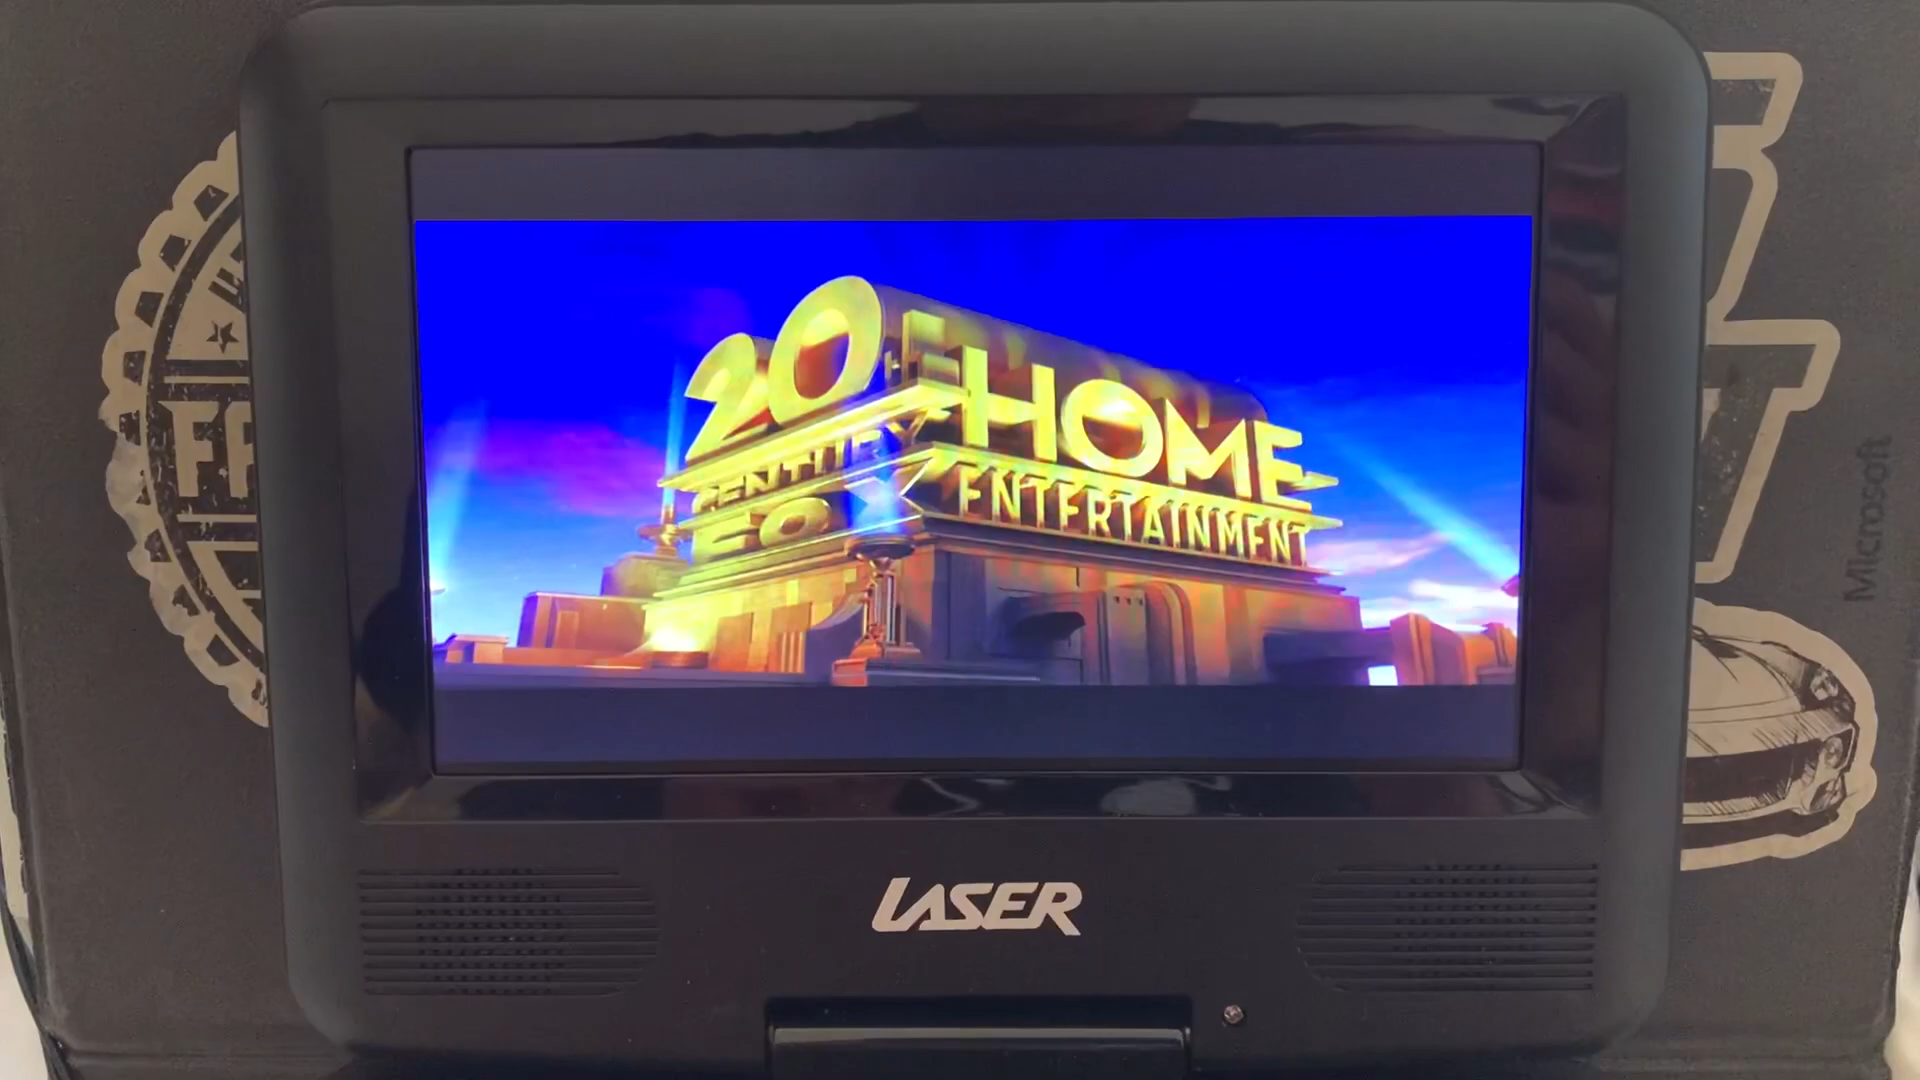 20th
CENTURY
FOX
HOME
ENTERTAINMENT
LASER
Microsoft